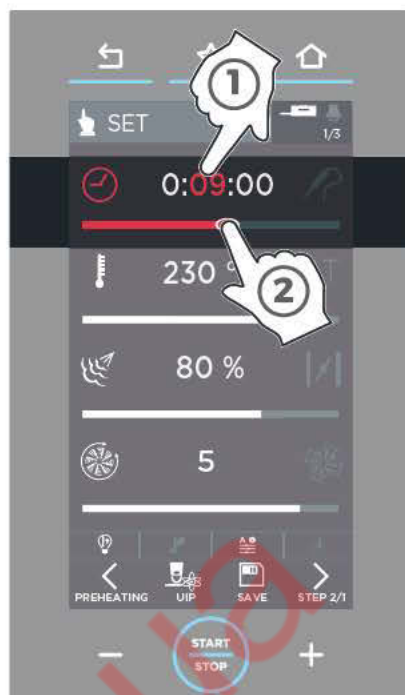 1
SET
1/3
0:09:00
2
230 °
80 %
5
PREHEATING
UIP
SAVE
STEP 2/1
START
STOP